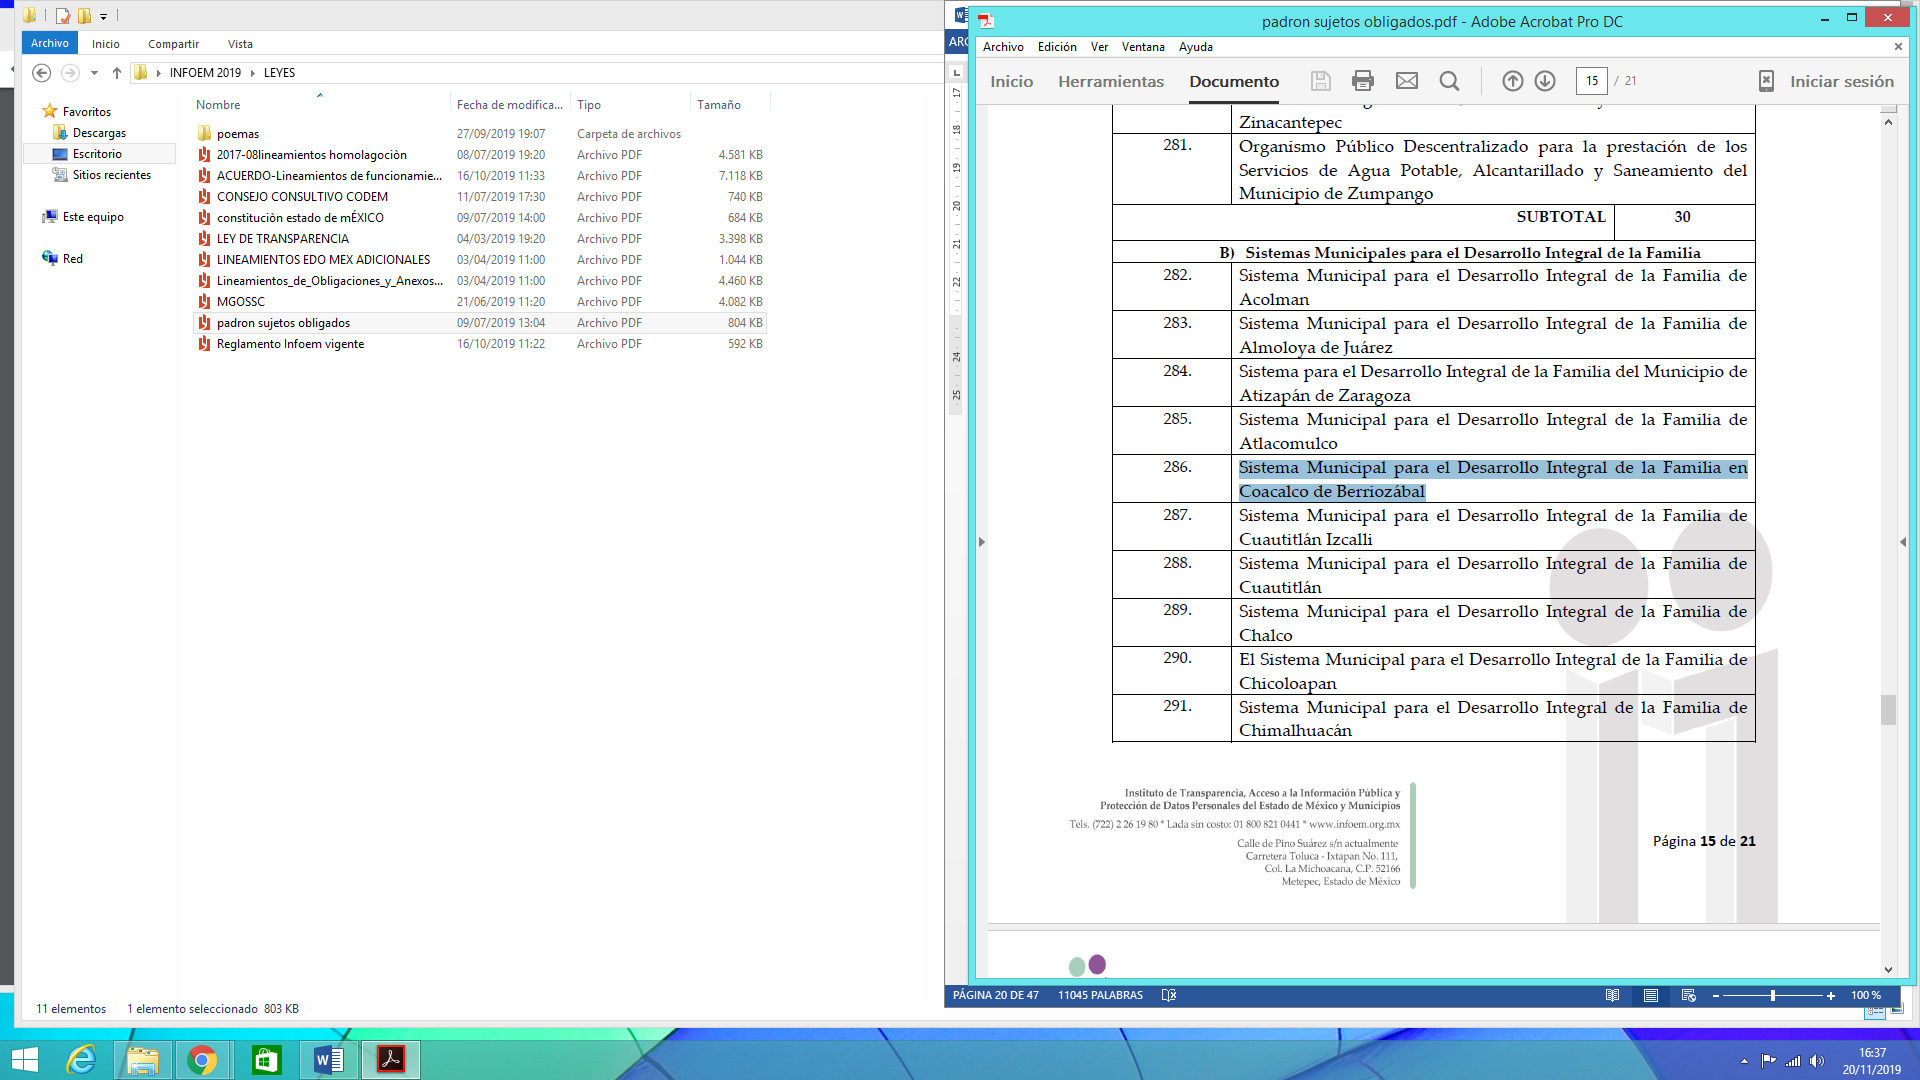 Archivo Inicio Compartir Vista
INFOEM 2019 LEYES
Favoritos
Descargas
Escritorio
Sitios recientes
Este equipo
Red
Nombre Fecha de modifica... Tipo Tamaño
poemas 27/09/2019 19:07 Carpeta de archivos
2017-08lineamientos homolagociòn 08/07/2019 19:20 Archivo PDF 4.581 KB
ACUERDO-Lineamientos de funcionamie... 16/10/2019 11:33 Archivo PDF 7.118 KB
CONSEJO CONSULTIVO CODEM 11/07/2019 17:30 Archivo PDF 740 KB
constituciòn estado de mÉXICO 09/07/2019 14:00 Archivo PDF 684 KB
LEY DE TRANSPARENCIA 04/03/2019 19:20 Archivo PDF 3.398 KB
LINEAMIENTOS EDO MEX ADICIONALES 03/04/2019 11:00 Archivo PDF 1.044 KB
Lineamientos_de_Obligaciones_y_Anexos... 03/04/2019 11:00 Archivo PDF 4.460 KB
MGOSSC 21/06/2019 11:20 Archivo PDF 4.082 KB
padron sujetos obligados 09/07/2019 13:04 Archivo PDF 804 KB
Reglamento Infoem vigente 16/10/2019 11:22 Archivo PDF 592 KB
11 elementos 1 elemento seleccionado 803 KB
ARC
17
18
19
20
21
22
24
25
padron sujetos obligados.pdf - Adobe Acrobat Pro DC
Archivo Edición Ver Ventana Ayuda
Inicio Herramientas Documento 15 / 21 Iniciar sesión
Zinacantepec
281. Organismo Público Descentralizado para la prestación de los
Servicios de Agua Potable, Alcantarillado y Saneamiento del
Municipio de Zumpango
SUBTOTAL 30
B) Sistemas Municipales para el Desarrollo Integral de la Familia
282. Sistema Municipal para el Desarrollo Integral de la Familia de
Acolman
283. Sistema Municipal para el Desarrollo Integral de la Familia de
Almoloya de Juárez
284. Sistema para el Desarrollo Integral de la Familia del Municipio de
Atizapán de Zaragoza
285. Sistema Municipal para el Desarrollo Integral de la Familia de
Atlacomulco
286. Sistema Municipal para el Desarrollo Integral de la Familia en
Coacalco de Berriozábal
287. Sistema Municipal para el Desarrollo Integral de la Familia de
Cuautitlán Izcalli
288. Sistema Municipal para el Desarrollo Integral de la Familia de
Cuautitlán
289. Sistema Municipal para el Desarrollo Integral de la Familia de
Chalco
290. El Sistema Municipal para el Desarrollo Integral de la Familia de
Chicoloapan
291. Sistema Municipal para el Desarrollo Integral de la Familia de
Chimalhuacán
Instituto de Transparencia, Acceso a la Información Pública y
Protección de Datos Personales del Estado de México y Municipios
Tels. (722) 2 26 19 80 * Lada sin costo: 01 800 821 0441 * www.infoem.org.mx
Calle de Pino Suárez s/n actualmente
Carretera Toluca - Ixtapan No. 111,
Col. La Michoacana, C.P. 52166
Metepec, Estado de México
Página 15 de 21
PÁGINA 20 DE 47 11045 PALABRAS 100 %
16:37
20/11/2019